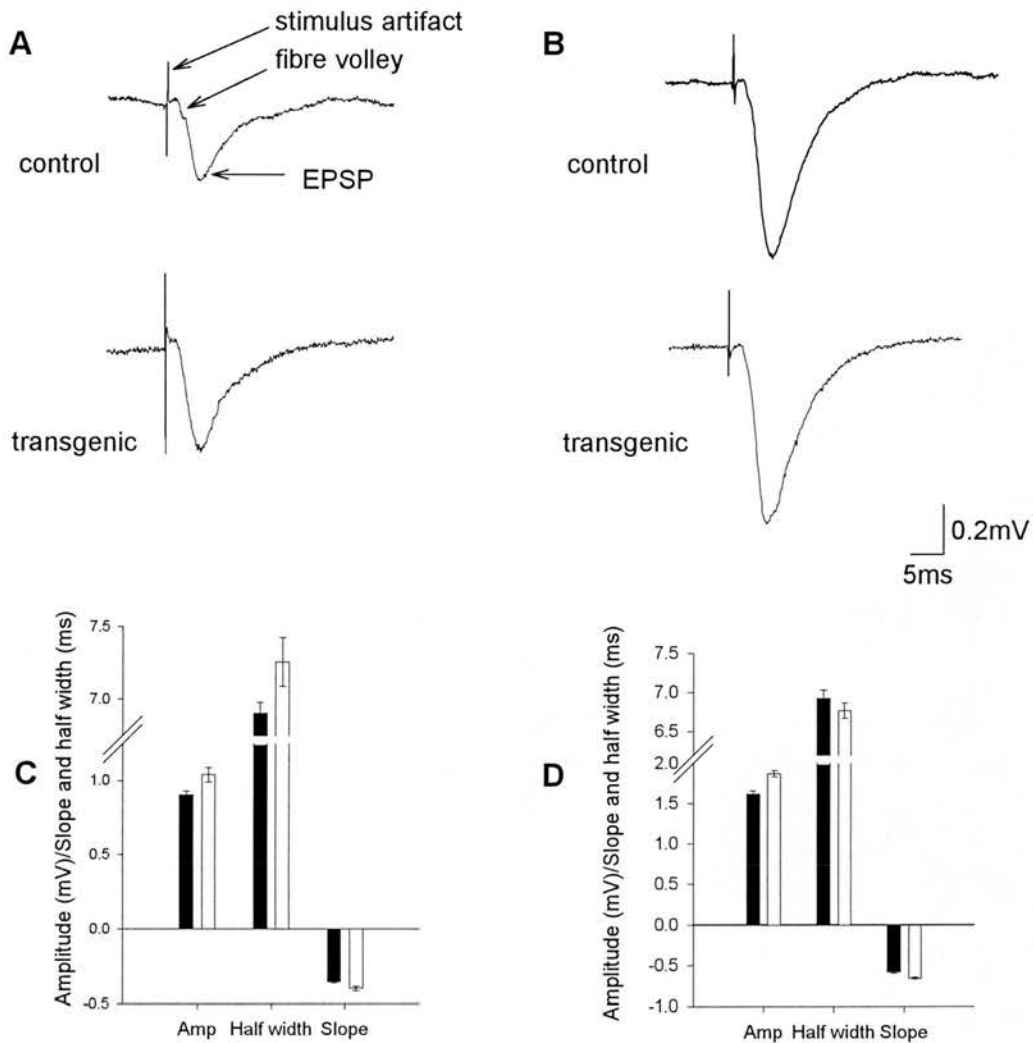 A
stimulus artifact
fibre volley
control
EPSP
transgenic
B
control
transgenic
0.2mV
5ms
C
Amplitude (mV)/Slope and half width (ms)
7.5
7.0
1.0
0.5
0.0
-0.5
Amp Half width Slope
D
Amplitude (mV)/Slope and half width (ms)
7.5
7.0
6.5
2.0
1.5
1.0
0.5
0.0
-0.5
-1.0
Amp Half width Slope